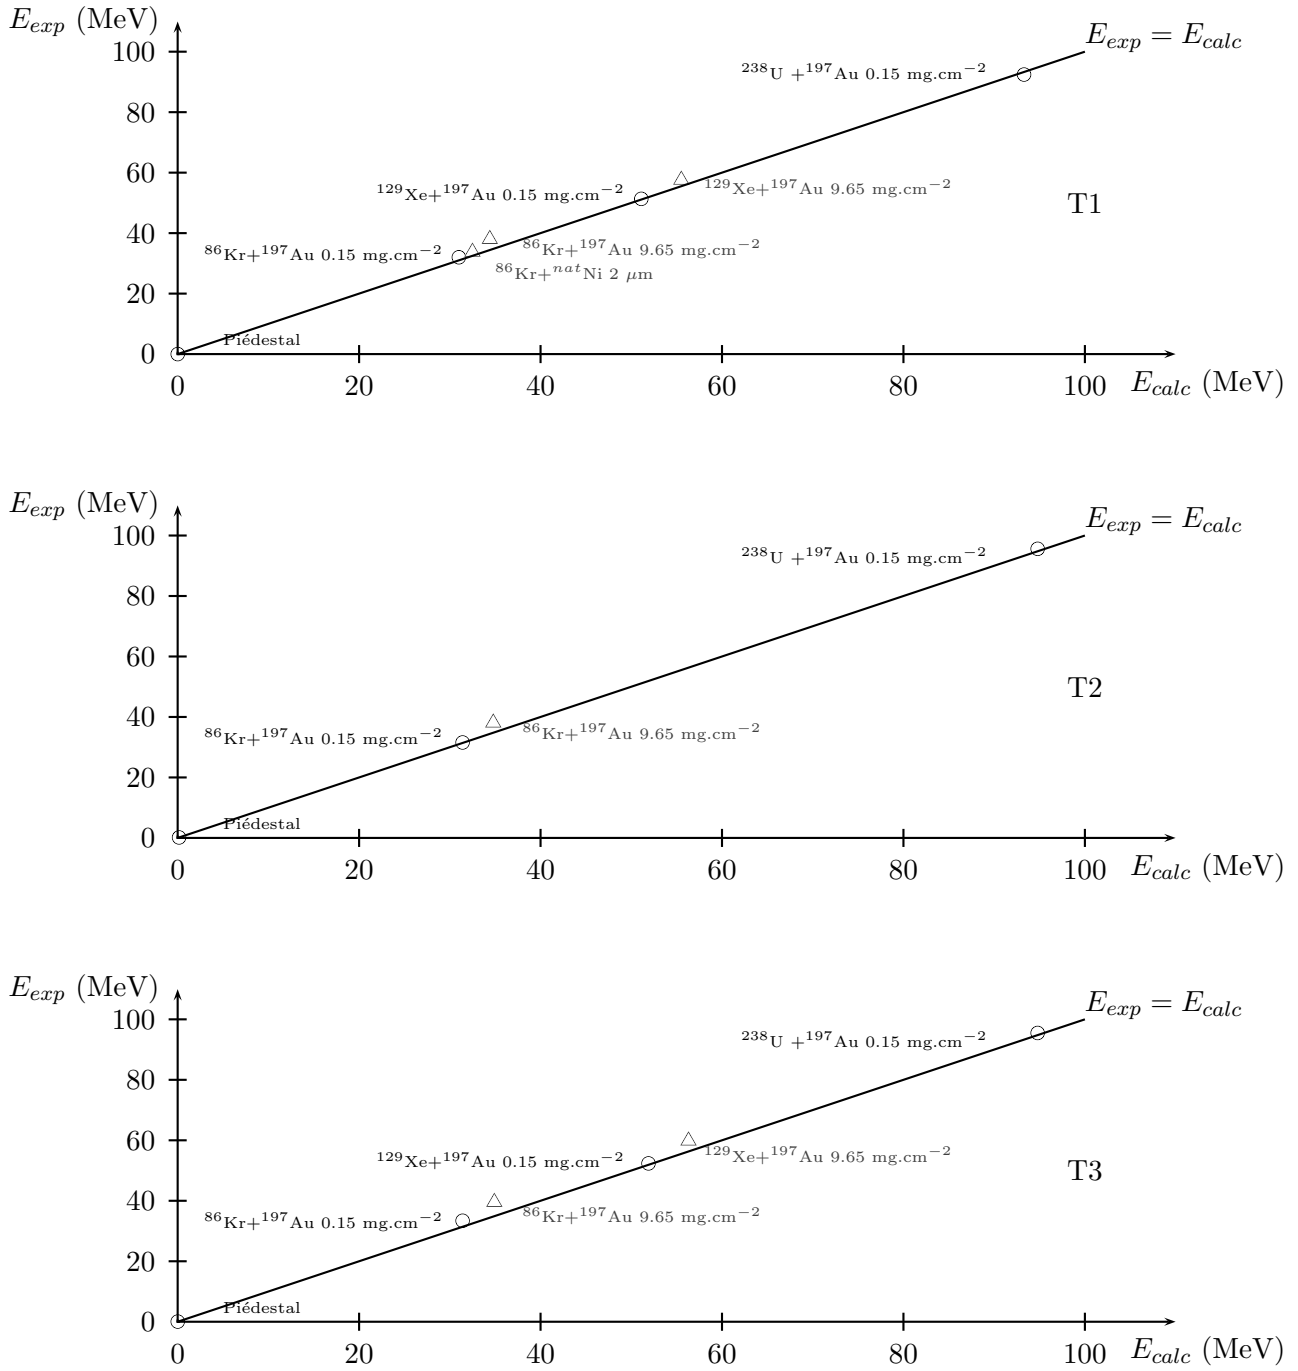 E_exp (MeV)
E_exp = E_calc
100
²³⁸U +¹⁹⁷Au 0.15 mg.cm⁻²
80
60
¹²⁹Xe+¹⁹⁷Au 0.15 mg.cm⁻²
¹²⁹Xe+¹⁹⁷Au 9.65 mg.cm⁻²
T1
40
⁸⁶Kr+¹⁹⁷Au 0.15 mg.cm⁻²
⁸⁶Kr+¹⁹⁷Au 9.65 mg.cm⁻²
⁸⁶Kr+ⁿᵃᵗNi 2 μm
20
Piédestal
0
0 20 40 60 80 100 E_calc (MeV)
E_exp (MeV)
E_exp = E_calc
100
²³⁸U +¹⁹⁷Au 0.15 mg.cm⁻²
80
60
T2
40
⁸⁶Kr+¹⁹⁷Au 0.15 mg.cm⁻²
⁸⁶Kr+¹⁹⁷Au 9.65 mg.cm⁻²
20
Piédestal
0
0 20 40 60 80 100 E_calc (MeV)
E_exp (MeV)
E_exp = E_calc
100
²³⁸U +¹⁹⁷Au 0.15 mg.cm⁻²
80
60
¹²⁹Xe+¹⁹⁷Au 0.15 mg.cm⁻²
¹²⁹Xe+¹⁹⁷Au 9.65 mg.cm⁻²
T3
40
⁸⁶Kr+¹⁹⁷Au 0.15 mg.cm⁻²
⁸⁶Kr+¹⁹⁷Au 9.65 mg.cm⁻²
20
Piédestal
0
0 20 40 60 80 100 E_calc (MeV)